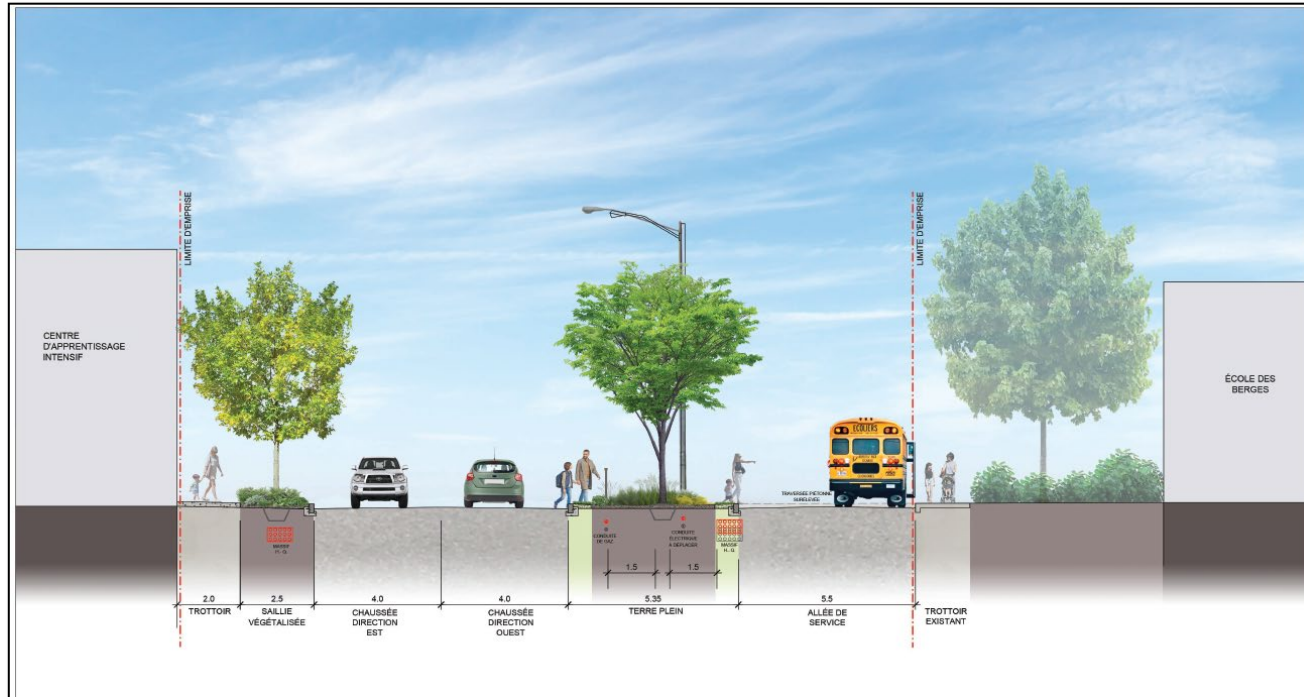 LIMITE D'EMPRISE
LIMITE D'EMPRISE
CENTRE
D'APPRENTISSAGE
INTENSIF
ÉCOLE DES
BERGES
ÉCOLIERS
TRAVERSÉE PIÉTONNE
SURÉLEVÉE
MASSIF
H.-Q.
CONDUITE
DE GAZ
CONDUITE
ÉLECTRIQUE
À DÉPLACER
MASSIF
H.-Q.
1.5
1.5
2.0
2.5
4.0
4.0
5.35
5.5
TROTTOIR
SAILLIE
VÉGÉTALISÉE
CHAUSSÉE
DIRECTION
EST
CHAUSSÉE
DIRECTION
OUEST
TERRE PLEIN
ALLÉE DE
SERVICE
TROTTOIR
EXISTANT